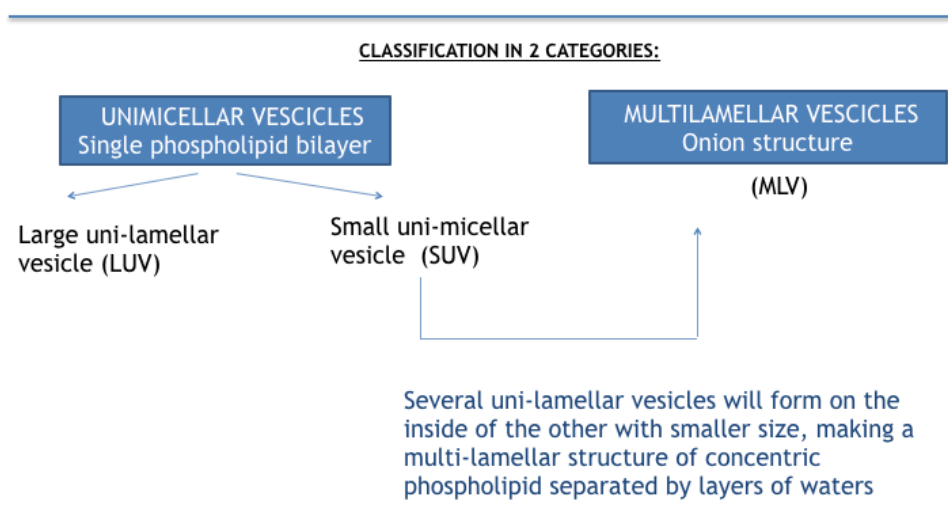 CLASSIFICATION IN 2 CATEGORIES:
UNIMICELLAR VESCICLES
Single phospholipid bilayer
MULTILAMELLAR VESCICLES
Onion structure
(MLV)
Large uni-lamellar
vesicle (LUV)
Small uni-micellar
vesicle (SUV)
Several uni-lamellar vesicles will form on the
inside of the other with smaller size, making a
multi-lamellar structure of concentric
phospholipid separated by layers of waters